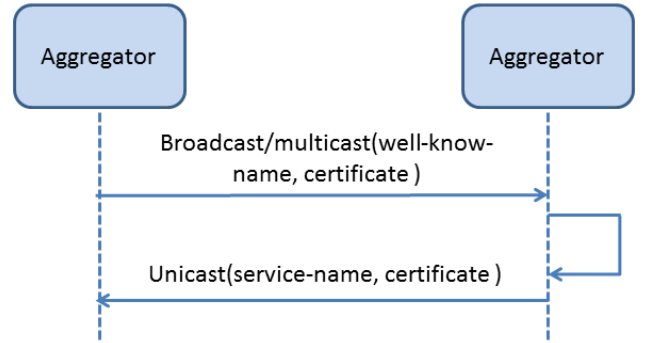 Aggregator
Aggregator
Broadcast/multicast(well-know-
name, certificate )
Unicast(service-name, certificate )